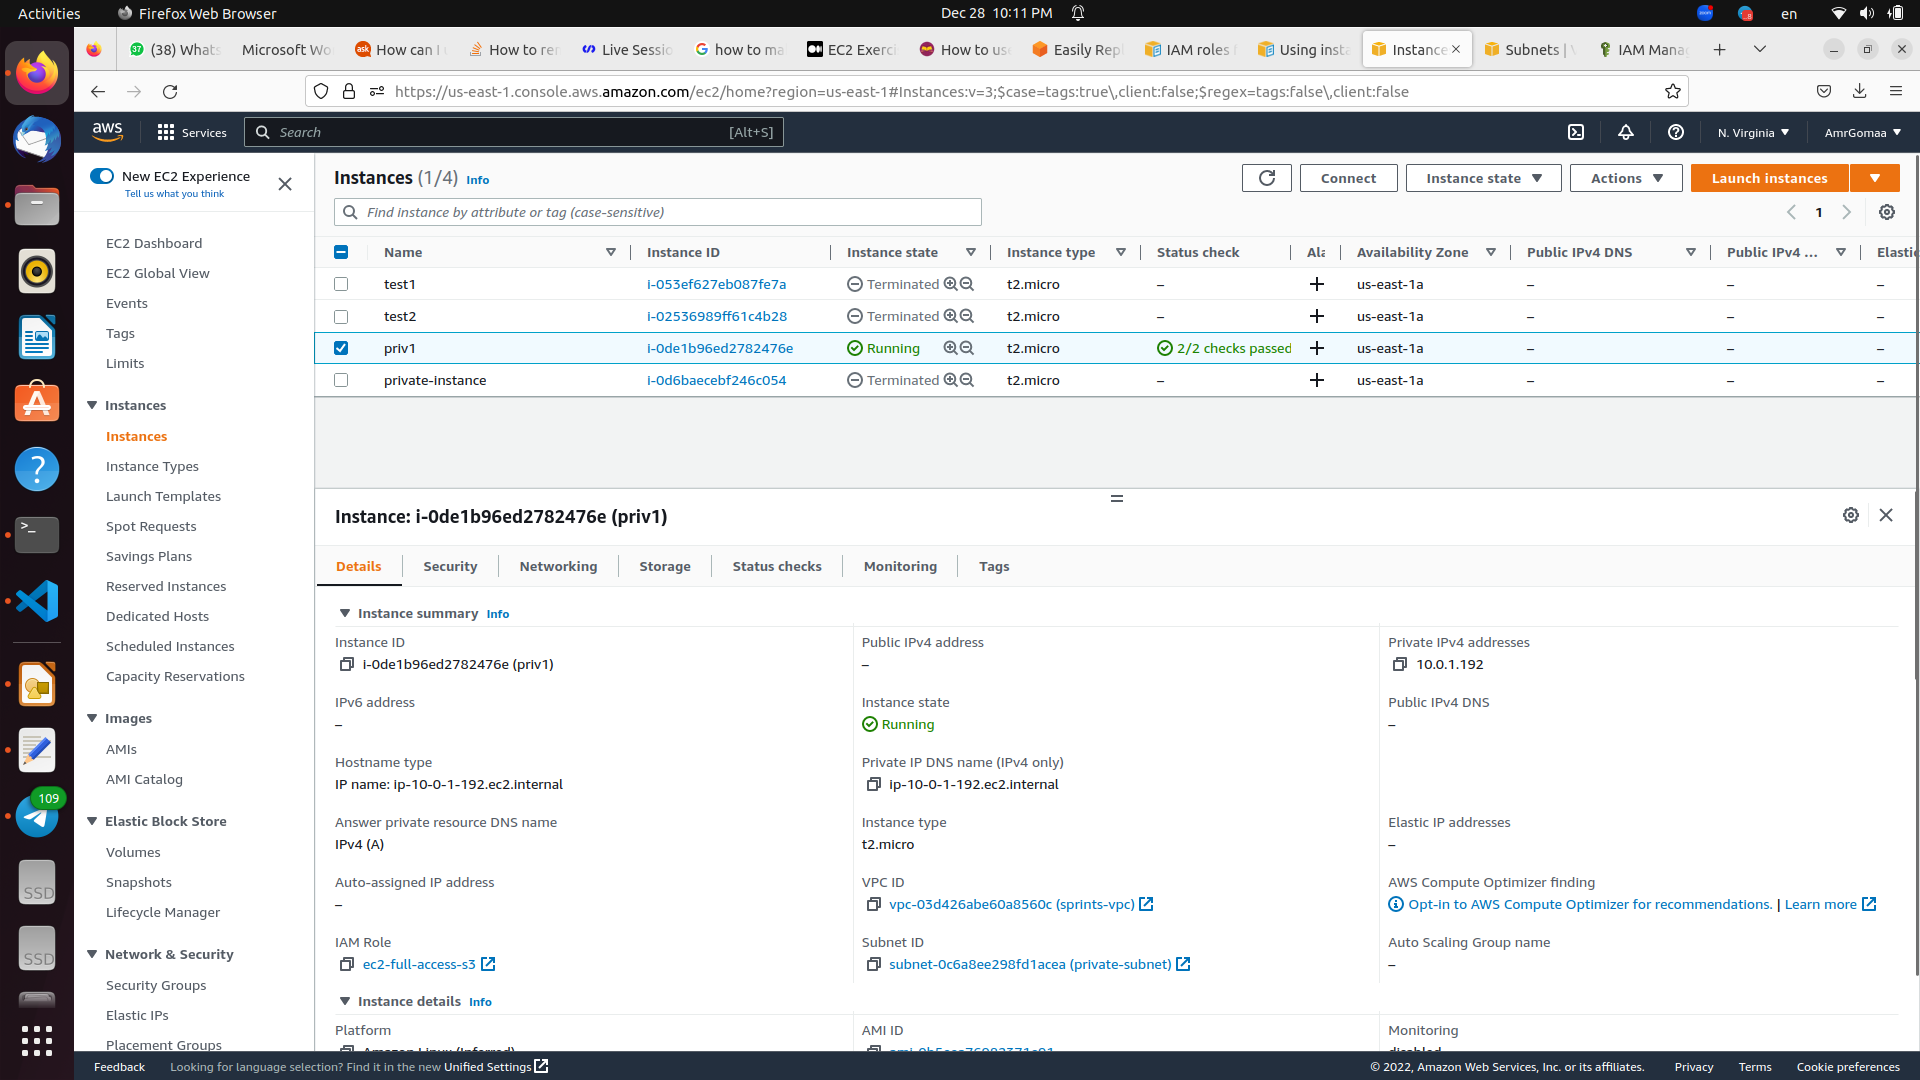 Activities
Firefox Web Browser
Dec 28 10:11 PM
en
(38) Whats
Microsoft Wo
How can I
How to re
Live Sessio
how to ma
EC2 Exerci
How to us
Easily Rep
IAM roles f
Using insta
Instance
Subnets | V
IAM Manag
https://us-east-1.console.aws.amazon.com/ec2/home?region=us-east-1#Instances:v=3;$case=tags:true\,client:false;$regex=tags:false\,client:false
aws
Services
Search
[Alt+S]
N. Virginia
AmrGomaa
New EC2 Experience
Tell us what you think
EC2 Dashboard
EC2 Global View
Events
Tags
Limits
Instances
Instances
Instance Types
Launch Templates
Spot Requests
Savings Plans
Reserved Instances
Dedicated Hosts
Scheduled Instances
Capacity Reservations
Images
AMIs
AMI Catalog
Elastic Block Store
Volumes
Snapshots
Lifecycle Manager
Network & Security
Security Groups
Elastic IPs
Placement Groups
109
SSD
SSD
Instances (1/4) Info
Connect
Instance state
Actions
Launch instances
Find instance by attribute or tag (case-sensitive)
1
Name Instance ID Instance state Instance type Status check Ala Availability Zone Public IPv4 DNS Public IPv4 ... Elastic
test1 i-053ef627eb087fe7a Terminated t2.micro – us-east-1a – – –
test2 i-02536989ff61c4b28 Terminated t2.micro – us-east-1a – – –
priv1 i-0de1b96ed2782476e Running t2.micro 2/2 checks passed us-east-1a – – –
private-instance i-0d6baecebf246c054 Terminated t2.micro – us-east-1a – – –
Instance: i-0de1b96ed2782476e (priv1)
Details Security Networking Storage Status checks Monitoring Tags
Instance summary Info
Instance ID
i-0de1b96ed2782476e (priv1)
Public IPv4 address
–
Private IPv4 addresses
10.0.1.192
IPv6 address
–
Instance state
Running
Public IPv4 DNS
–
Hostname type
IP name: ip-10-0-1-192.ec2.internal
Private IP DNS name (IPv4 only)
ip-10-0-1-192.ec2.internal
Answer private resource DNS name
IPv4 (A)
Instance type
t2.micro
Elastic IP addresses
–
Auto-assigned IP address
–
VPC ID
vpc-03d426abe60a8560c (sprints-vpc)
AWS Compute Optimizer finding
Opt-in to AWS Compute Optimizer for recommendations. | Learn more
IAM Role
ec2-full-access-s3
Subnet ID
subnet-0c6a8ee298fd1acea (private-subnet)
Auto Scaling Group name
–
Instance details Info
Platform
Amazon Linux (Inferred)
AMI ID
Monitoring
disabled
Feedback
Looking for language selection? Find it in the new Unified Settings
© 2022, Amazon Web Services, Inc. or its affiliates.
Privacy
Terms
Cookie preferences